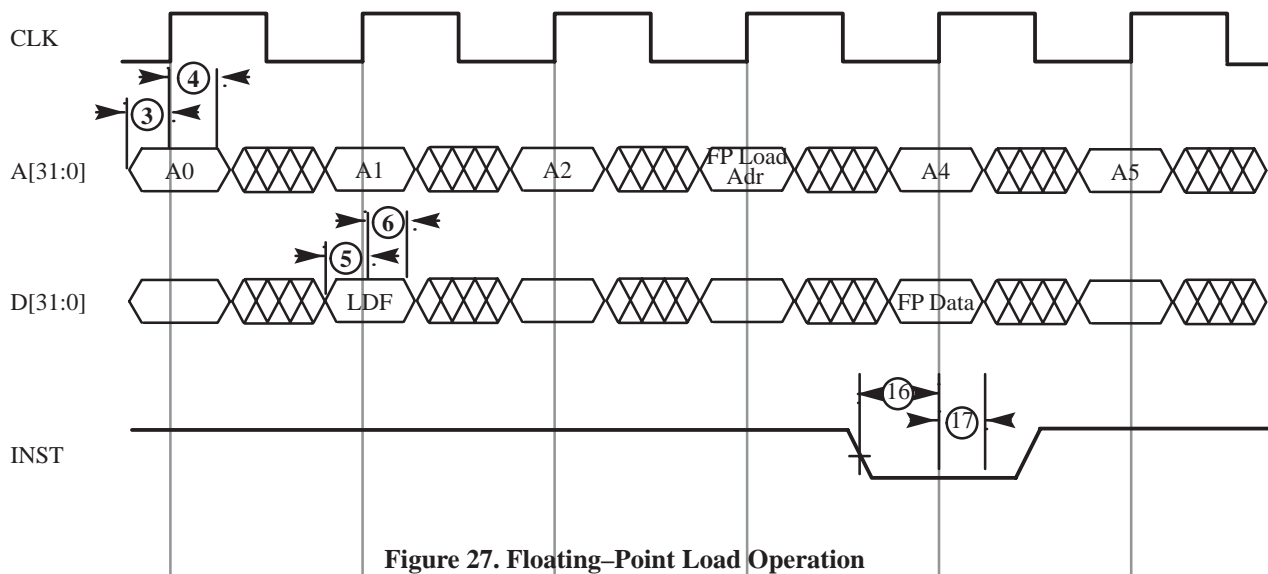 CLK
4
3
A[31:0]
A0
A1
A2
FP Load
Adr
A4
A5
6
5
D[31:0]
LDF
FP Data
16
17
INST
Figure 27. Floating–Point Load Operation